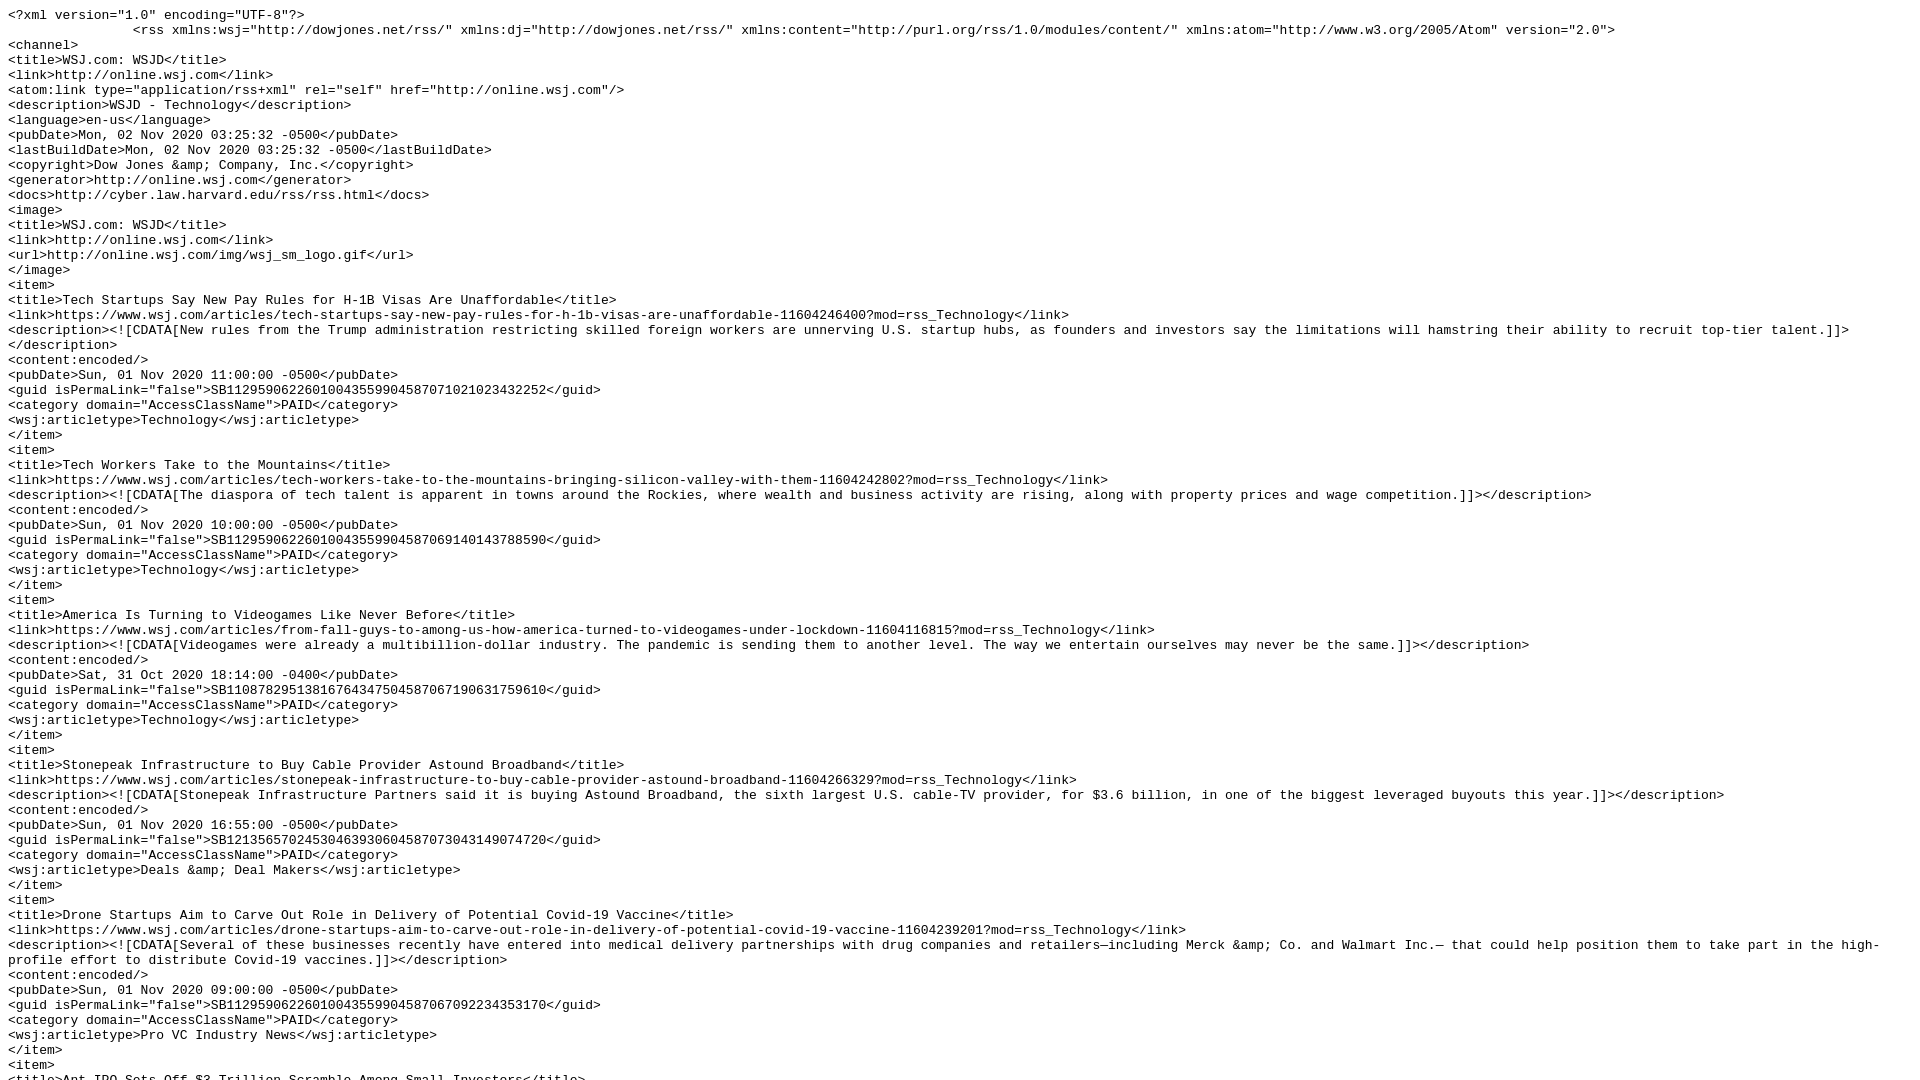 <?xml version="1.0" encoding="UTF-8"?>
<rss xmlns:wsj="http://dowjones.net/rss/" xmlns:dj="http://dowjones.net/rss/" xmlns:content="http://purl.org/rss/1.0/modules/content/" xmlns:atom="http://www.w3.org/2005/Atom" version="2.0">
<channel>
<title>WSJ.com: WSJD</title>
<link>http://online.wsj.com</link>
<atom:link type="application/rss+xml" rel="self" href="http://online.wsj.com"/>
<description>WSJD - Technology</description>
<language>en-us</language>
<pubDate>Mon, 02 Nov 2020 03:25:32 -0500</pubDate>
<lastBuildDate>Mon, 02 Nov 2020 03:25:32 -0500</lastBuildDate>
<copyright>Dow Jones &amp; Company, Inc.</copyright>
<generator>http://online.wsj.com</generator>
<docs>http://cyber.law.harvard.edu/rss/rss.html</docs>
<image>
<title>WSJ.com: WSJD</title>
<link>http://online.wsj.com</link>
<url>http://online.wsj.com/img/wsj_sm_logo.gif</url>
</image>
<item>
<title>Tech Startups Say New Pay Rules for H-1B Visas Are Unaffordable</title>
<link>https://www.wsj.com/articles/tech-startups-say-new-pay-rules-for-h-1b-visas-are-unaffordable-11604246400?mod=rss_Technology</link>
<description><![CDATA[New rules from the Trump administration restricting skilled foreign workers are unnerving U.S. startup hubs, as founders and investors say the limitations will hamstring their ability to recruit top-tier talent.]]>
</description>
<content:encoded/>
<pubDate>Sun, 01 Nov 2020 11:00:00 -0500</pubDate>
<guid isPermaLink="false">SB11295906226010043559904587071021023432252</guid>
<category domain="AccessClassName">PAID</category>
<wsj:articletype>Technology</wsj:articletype>
</item>
<item>
<title>Tech Workers Take to the Mountains</title>
<link>https://www.wsj.com/articles/tech-workers-take-to-the-mountains-bringing-silicon-valley-with-them-11604242802?mod=rss_Technology</link>
<description><![CDATA[The diaspora of tech talent is apparent in towns around the Rockies, where wealth and business activity are rising, along with property prices and wage competition.]]></description>
<content:encoded/>
<pubDate>Sun, 01 Nov 2020 10:00:00 -0500</pubDate>
<guid isPermaLink="false">SB11295906226010043559904587069140143788590</guid>
<category domain="AccessClassName">PAID</category>
<wsj:articletype>Technology</wsj:articletype>
</item>
<item>
<title>America Is Turning to Videogames Like Never Before</title>
<link>https://www.wsj.com/articles/from-fall-guys-to-among-us-how-america-turned-to-videogames-under-lockdown-11604116815?mod=rss_Technology</link>
<description><![CDATA[Videogames were already a multibillion-dollar industry. The pandemic is sending them to another level. The way we entertain ourselves may never be the same.]]></description>
<content:encoded/>
<pubDate>Sat, 31 Oct 2020 18:14:00 -0400</pubDate>
<guid isPermaLink="false">SB11087829513816764347504587067190631759610</guid>
<category domain="AccessClassName">PAID</category>
<wsj:articletype>Technology</wsj:articletype>
</item>
<item>
<title>Stonepeak Infrastructure to Buy Cable Provider Astound Broadband</title>
<link>https://www.wsj.com/articles/stonepeak-infrastructure-to-buy-cable-provider-astound-broadband-11604266329?mod=rss_Technology</link>
<description><![CDATA[Stonepeak Infrastructure Partners said it is buying Astound Broadband, the sixth largest U.S. cable-TV provider, for $3.6 billion, in one of the biggest leveraged buyouts this year.]]></description>
<content:encoded/>
<pubDate>Sun, 01 Nov 2020 16:55:00 -0500</pubDate>
<guid isPermaLink="false">SB12135657024530463930604587073043149074720</guid>
<category domain="AccessClassName">PAID</category>
<wsj:articletype>Deals &amp; Deal Makers</wsj:articletype>
</item>
<item>
<title>Drone Startups Aim to Carve Out Role in Delivery of Potential Covid-19 Vaccine</title>
<link>https://www.wsj.com/articles/drone-startups-aim-to-carve-out-role-in-delivery-of-potential-covid-19-vaccine-11604239201?mod=rss_Technology</link>
<description><![CDATA[Several of these businesses recently have entered into medical delivery partnerships with drug companies and retailers—including Merck &amp; Co. and Walmart Inc.— that could help position them to take part in the high-
profile effort to distribute Covid-19 vaccines.]]></description>
<content:encoded/>
<pubDate>Sun, 01 Nov 2020 09:00:00 -0500</pubDate>
<guid isPermaLink="false">SB11295906226010043559904587067092234353170</guid>
<category domain="AccessClassName">PAID</category>
<wsj:articletype>Pro VC Industry News</wsj:articletype>
</item>
<item>
<title>Ant IPO Sets Off $3 Trillion Scramble Among Small Investors</title>